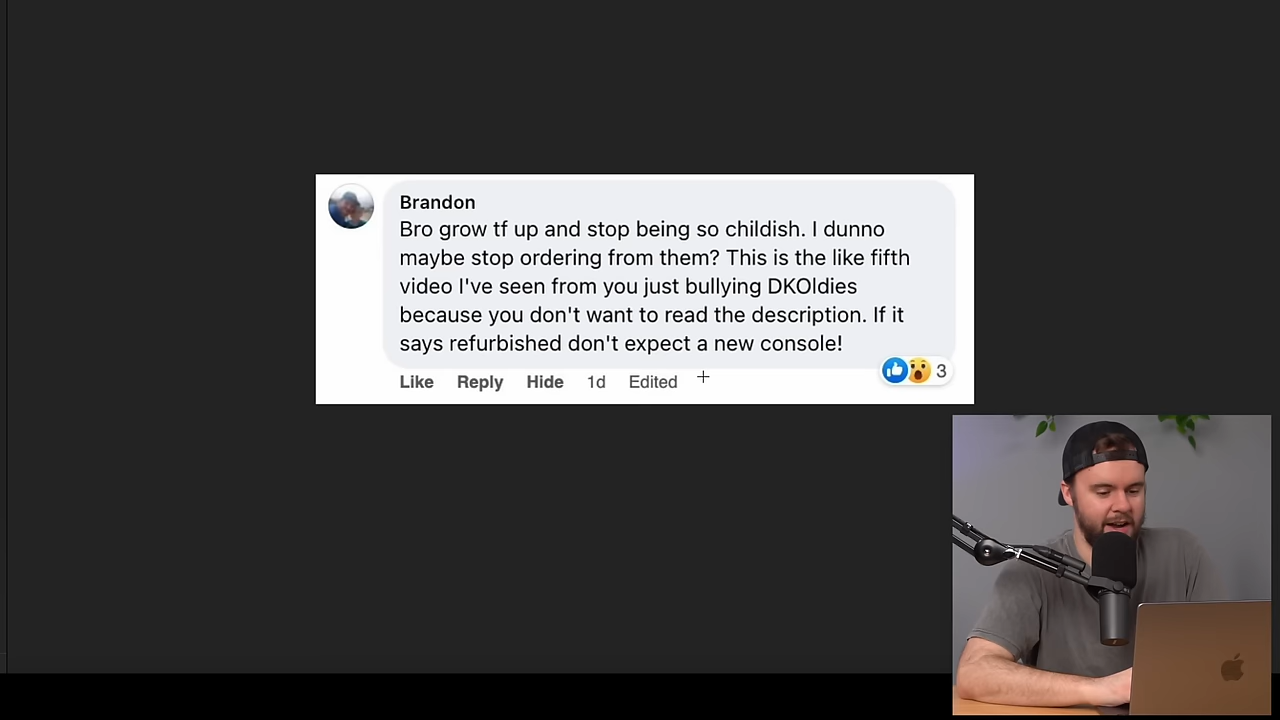 Brandon
Bro grow tf up and stop being so childish. I dunno
maybe stop ordering from them? This is the like fifth
video I've seen from you just bullying DKOldies
because you don't want to read the description. If it
says refurbished don't expect a new console!
Like Reply Hide 1d Edited 3